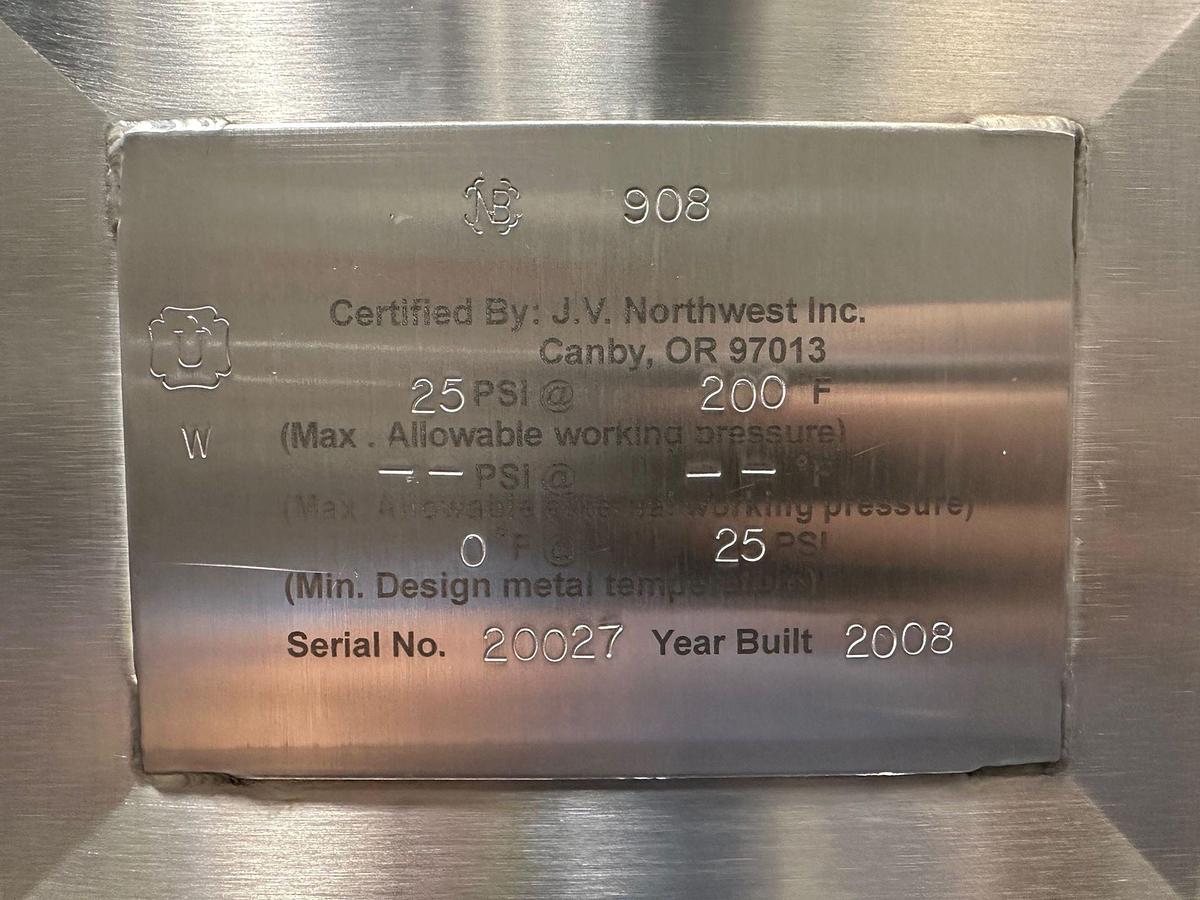 NB 908
Certified By: J.V. Northwest Inc.
Canby, OR 97013
U
25 PSI @ 200 °F
W
(Max . Allowable working pressure)
-- PSI @ -- °F
(Max. Allowable external working pressure)
0 °F @ 25 PSI
(Min. Design metal temperature)
Serial No. 20027 Year Built 2008